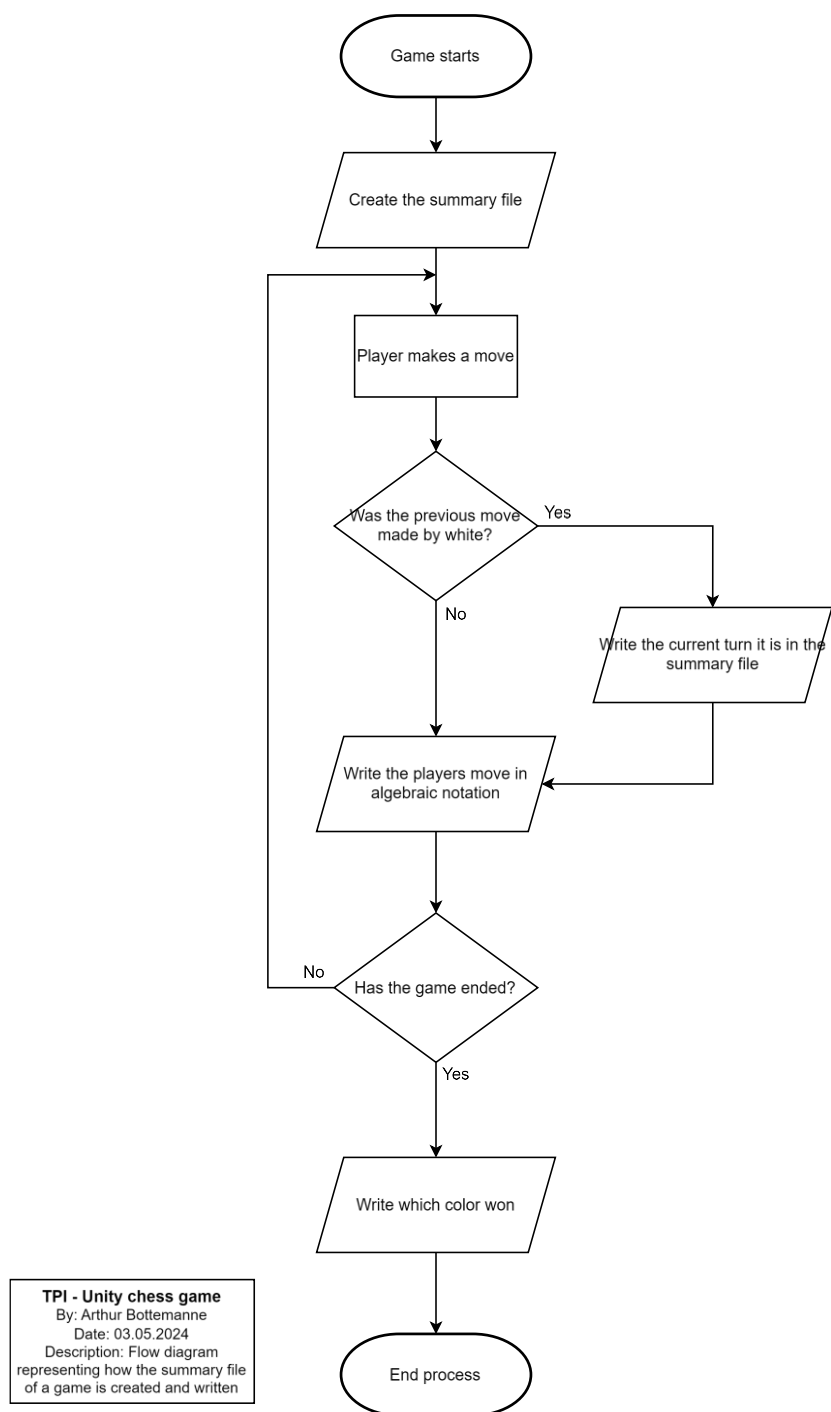 Game starts
Create the summary file
Player makes a move
Was the previous move
made by white?
Yes
No
Write the current turn it is in the
summary file
Write the players move in
algebraic notation
Has the game ended?
No
Yes
Write which color won
End process
TPI - Unity chess game
By: Arthur Bottemanne
Date: 03.05.2024
Description: Flow diagram
representing how the summary file
of a game is created and written